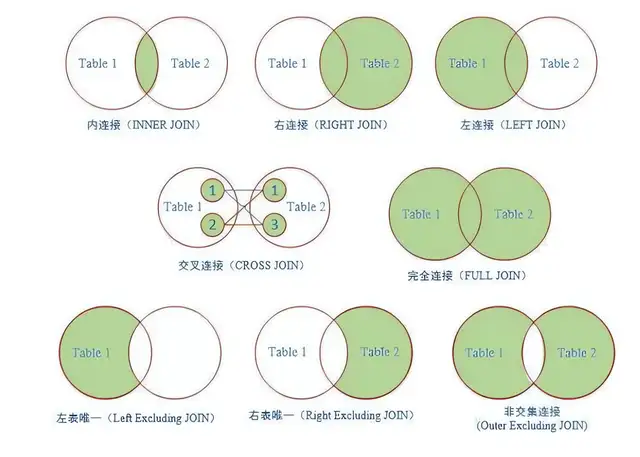 Table 1 Table 2 Table 1 Table 2 Table 1 Table 2
内连接（INNER JOIN） 右连接（RIGHT JOIN） 左连接（LEFT JOIN）
1 1
Table 1 Table 2 Table 1 Table 2
2 3
交叉连接（CROSS JOIN） 完全连接（FULL JOIN）
Table 1 Table 1 Table 2 Table 1 Table 2
左表唯一（Left Excluding JOIN） 右表唯一（Right Excluding JOIN） 非交集连接
(Outer Excluding JOIN)